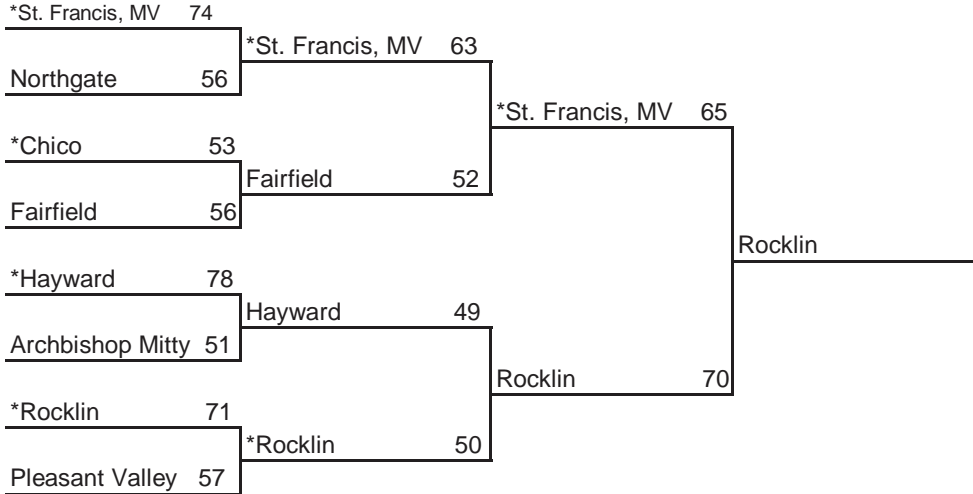 *St. Francis, MV 74
*St. Francis, MV 63
Northgate 56
*St. Francis, MV 65
*Chico 53
Fairfield 52
Fairfield 56
Rocklin
*Hayward 78
Hayward 49
Archbishop Mitty 51
Rocklin 70
*Rocklin 71
*Rocklin 50
Pleasant Valley 57